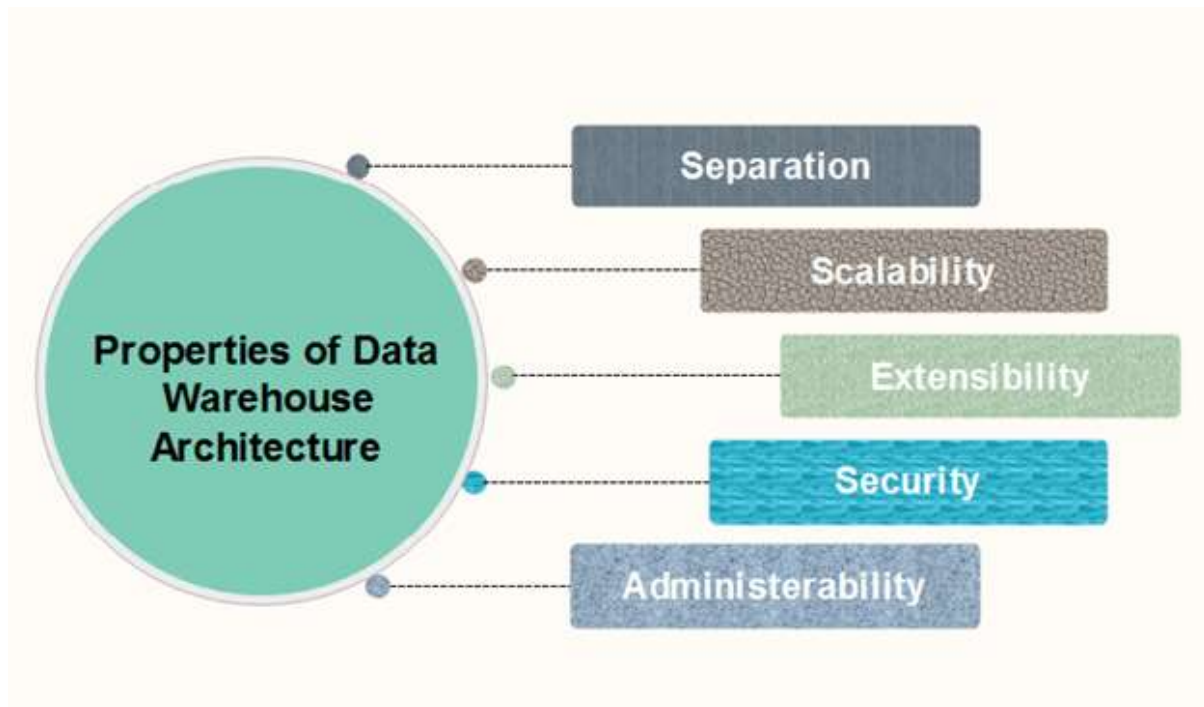 Properties of Data
Warehouse
Architecture
Separation
Scalability
Extensibility
Security
Administerability